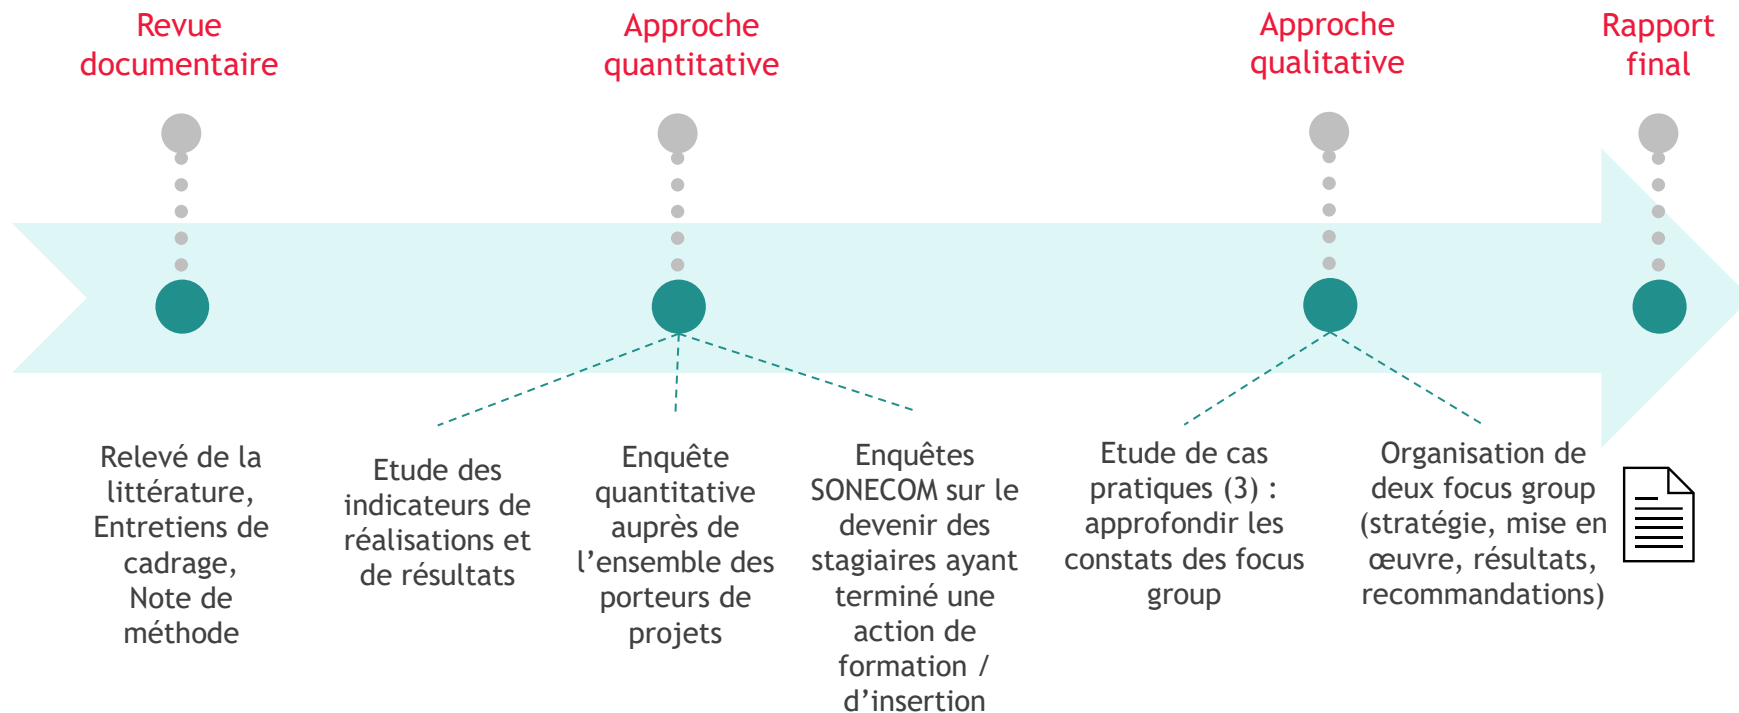 Revue
documentaire
Approche
quantitative
Approche
qualitative
Rapport
final
Relevé de la
littérature,
Entretiens de
cadrage,
Note de
méthode
Etude des
indicateurs de
réalisations et
de résultats
Enquête
quantitative
auprès de
l’ensemble des
porteurs de
projets
Enquêtes
SONECOM sur le
devenir des
stagiaires ayant
terminé une
action de
formation /
d’insertion
Etude de cas
pratiques (3) :
approfondir les
constats des focus
group
Organisation de
deux focus group
(stratégie, mise en
œuvre, résultats,
recommandations)